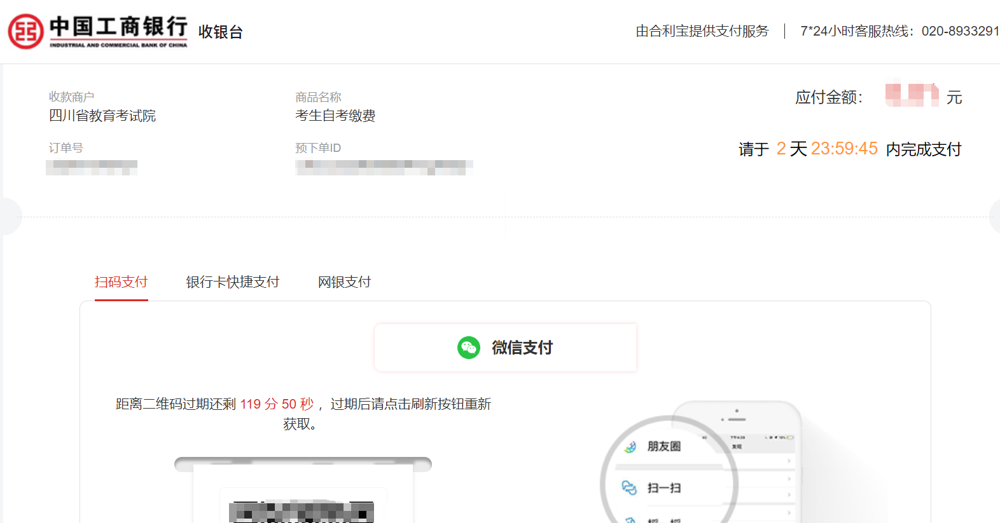 中国工商银行 收银台
INDUSTRIAL AND COMMERCIAL BANK OF CHINA
由合利宝提供支付服务 | 7*24小时客服热线：020-8933291
收款商户
四川省教育考试院
商品名称
考生自考缴费
应付金额： 元
订单号
预下单ID
请于 2 天 23:59:45 内完成支付
扫码支付 银行卡快捷支付 网银支付
微信支付
距离二维码过期还剩 119 分 50 秒 ，过期后请点击刷新按钮重新
获取。
发现
朋友圈
扫一扫